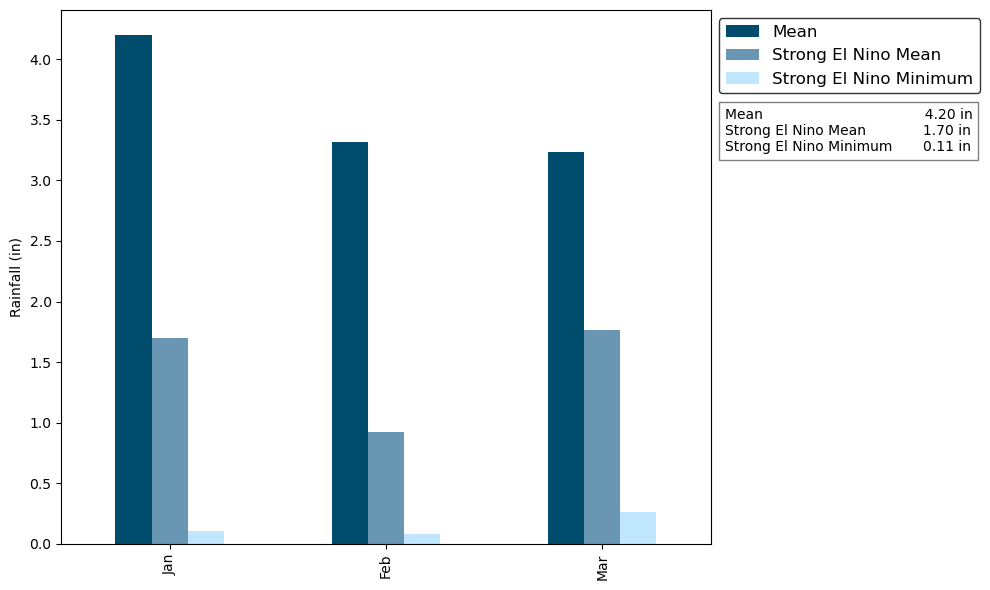 Mean
Strong El Nino Mean
Strong El Nino Minimum
Mean 4.20 in
Strong El Nino Mean 1.70 in
Strong El Nino Minimum 0.11 in
Rainfall (in)
4.0
3.5
3.0
2.5
2.0
1.5
1.0
0.5
0.0
Jan
Feb
Mar